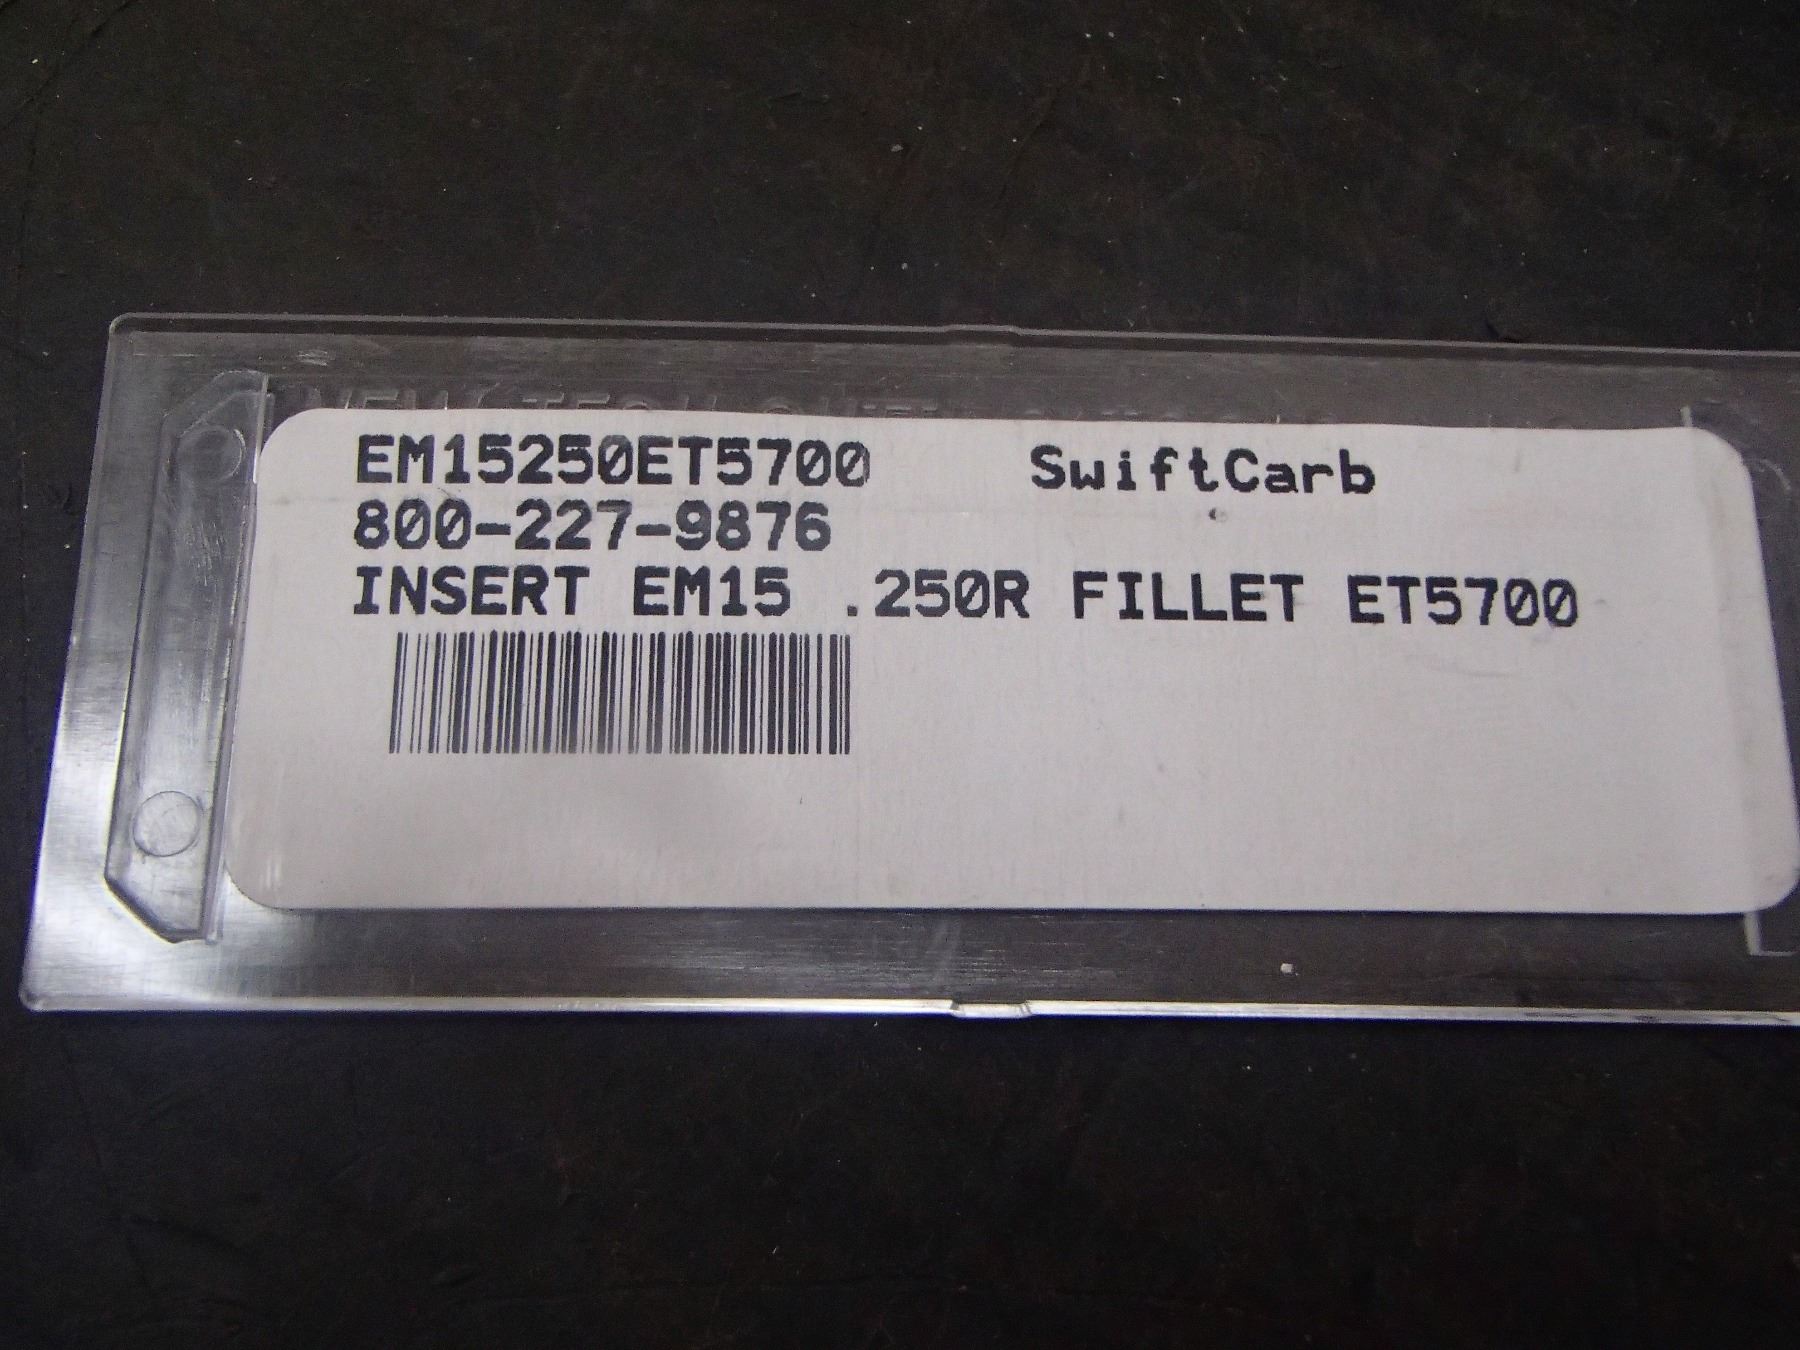 EM15250ET5700 SwiftCarb
800-227-9876
INSERT EM15 .250R FILLET ET5700